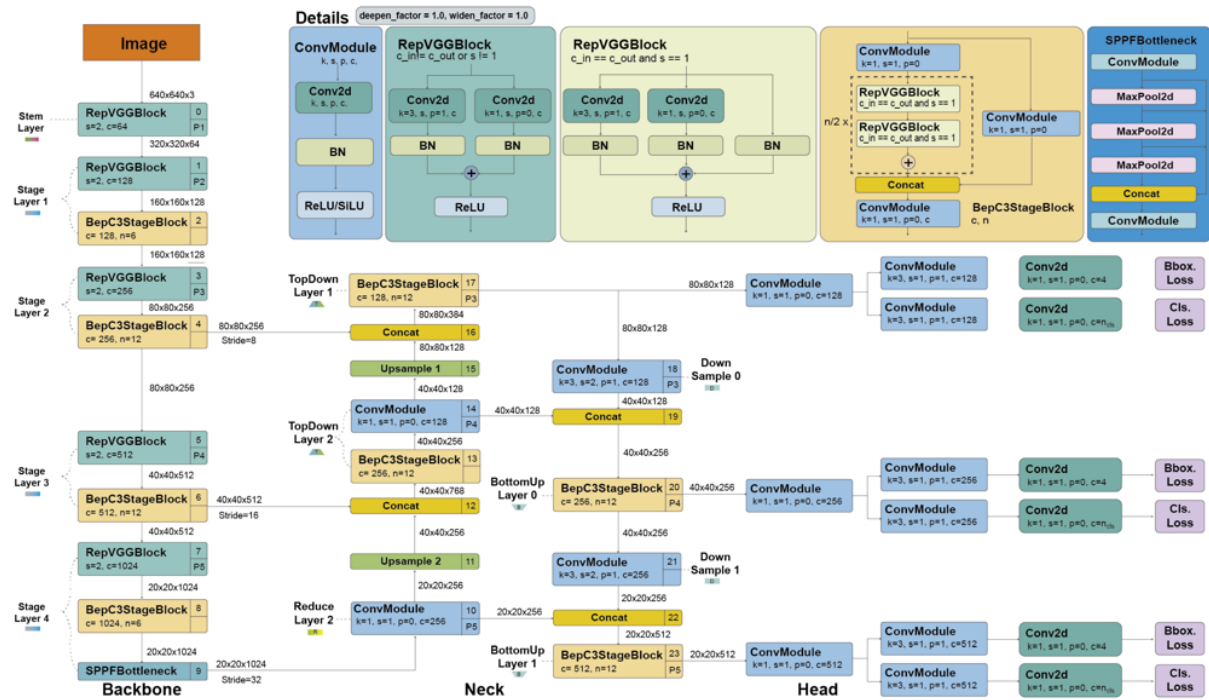 Details
deepen_factor = 1.0, widen_factor = 1.0
Image
640x640x3
Stem
Layer
RepVGGBlock
s=2, c=64
0
P1
320x320x64
RepVGGBlock
s=2, c=128
1
P2
Stage
Layer 1
160x160x128
BepC3StageBlock
c= 128, n=6
2
160x160x128
RepVGGBlock
s=2, c=256
3
P3
Stage
Layer 2
80x80x256
BepC3StageBlock
c= 256, n=12
4
80x80x256
Stride=8
80x80x256
RepVGGBlock
s=2, c=512
5
P4
Stage
Layer 3
40x40x512
BepC3StageBlock
c= 512, n=12
6
40x40x512
Stride=16
40x40x512
RepVGGBlock
s=2, c=1024
7
P5
20x20x1024
Stage
Layer 4
BepC3StageBlock
c= 1024, n=6
8
20x20x1024
SPPFBottleneck
9
20x20x1024
Stride=32
Backbone
ConvModule
k, s, p, c,
Conv2d
k, s, p, c,
BN
ReLU/SiLU
RepVGGBlock
c_in!= c_out or s != 1
Conv2d
k=3, s, p=1, c
Conv2d
k=1, s, p=0, c
BN
BN
+
ReLU
RepVGGBlock
c_in == c_out and s == 1
Conv2d
k=3, s, p=1, c
Conv2d
k=1, s, p=0, c
BN
BN
BN
+
ReLU
ConvModule
k=1, s=1, p=0
n/2 x
RepVGGBlock
c_in == c_out and s == 1
RepVGGBlock
c_in == c_out and s == 1
+
ConvModule
k=1, s=1, p=0
Concat
ConvModule
k=1, s=1, p=0, c
BepC3StageBlock
c, n
SPPFBottleneck
ConvModule
MaxPool2d
MaxPool2d
MaxPool2d
Concat
ConvModule
TopDown
Layer 1
T
BepC3StageBlock
c= 128, n=12
17
P3
80x80x384
Concat
16
80x80x128
Upsample 1
15
40x40x128
TopDown
Layer 2
T
ConvModule
k=1, s=1, p=0, c=128
14
P4
40x40x128
40x40x256
BepC3StageBlock
c= 256, n=12
13
40x40x768
Concat
12
40x40x256
Upsample 2
11
20x20x256
Reduce
Layer 2
R
ConvModule
k=1, s=1, p=0, c=256
10
P5
20x20x256
80x80x128
80x80x128
ConvModule
k=3, s=2, p=1, c=128
18
P3
Down
Sample 0
D
40x40x128
Concat
19
40x40x256
BottomUp
Layer 0
B
BepC3StageBlock
c= 256, n=12
20
P4
40x40x256
40x40x256
ConvModule
k=3, s=2, p=1, c=256
21
Down
Sample 1
D
20x20x256
Concat
22
20x20x512
BottomUp
Layer 1
B
BepC3StageBlock
c= 512, n=12
23
P5
20x20x512
Neck
ConvModule
k=1, s=1, p=0, c=128
ConvModule
k=3, s=1, p=1, c=128
Conv2d
k=1, s=1, p=0, c=4
Bbox.
Loss
ConvModule
k=3, s=1, p=1, c=128
Conv2d
k=1, s=1, p=0, c=ncls
Cls.
Loss
ConvModule
k=1, s=1, p=0, c=256
ConvModule
k=3, s=1, p=1, c=256
Conv2d
k=1, s=1, p=0, c=4
Bbox.
Loss
ConvModule
k=3, s=1, p=1, c=256
Conv2d
k=1, s=1, p=0, c=ncls
Cls.
Loss
ConvModule
k=1, s=1, p=0, c=512
ConvModule
k=3, s=1, p=1, c=512
Conv2d
k=1, s=1, p=0, c=4
Bbox.
Loss
ConvModule
k=3, s=1, p=1, c=512
Conv2d
k=1, s=1, p=0, c=ncls
Cls.
Loss
Head